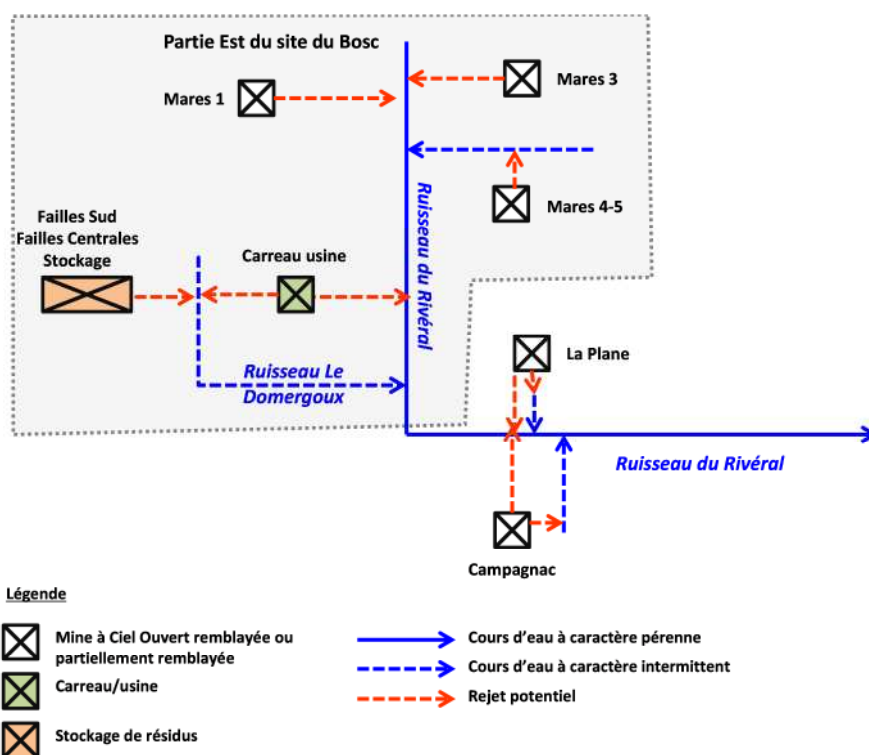 Partie Est du site du Bosc
Mares 1
Mares 3
Mares 4-5
Ruisseau du Rivéral
Failles Sud
Failles Centrales
Stockage
Carreau usine
Ruisseau Le
Domergoux
La Plane
Ruisseau du Rivéral
Campagnac
Légende
Mine à Ciel Ouvert remblayée ou
partiellement remblayée
Carreau/usine
Stockage de résidus
Cours d'eau à caractère pérenne
Cours d'eau à caractère intermittent
Rejet potentiel